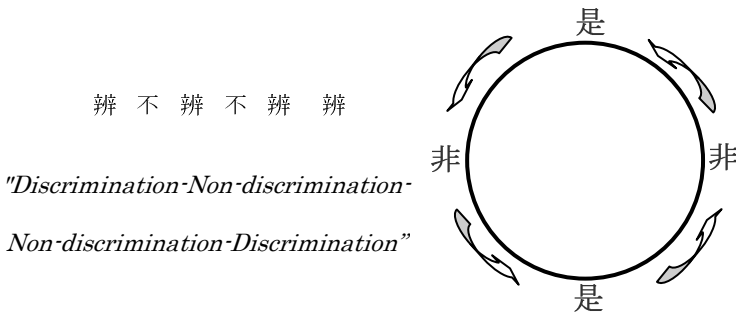 辨 不 辨 不 辨 辨
"Discrimination-Non-discrimination-
Non-discrimination-Discrimination”
是
非
非
是